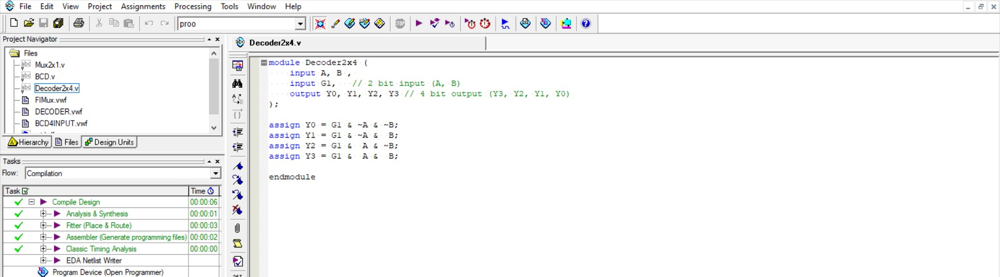 File Edit View Project Assignments Processing Tools Window Help
proo
Project Navigator
Files
Mux2x1.v
BCD.v
Decoder2x4.v
FIMux.vwf
DECODER.vwf
BCD4INPUT.vwf
Hierarchy Files Design Units
Tasks
Flow: Compilation
Task Time
Compile Design 00:00:06
Analysis & Synthesis 00:00:01
Fitter (Place & Route) 00:00:03
Assembler (Generate programming files) 00:00:02
Classic Timing Analysis 00:00:00
EDA Netlist Writer
Program Device (Open Programmer)
Decoder2x4.v
module Decoder2x4 (
input A, B ,
input G1, // 2 bit input (A, B)
output Y0, Y1, Y2, Y3 // 4 bit output (Y3, Y2, Y1, Y0)
);
assign Y0 = G1 & ~A & ~B;
assign Y1 = G1 & ~A & B;
assign Y2 = G1 & A & ~B;
assign Y3 = G1 & A & B;
endmodule